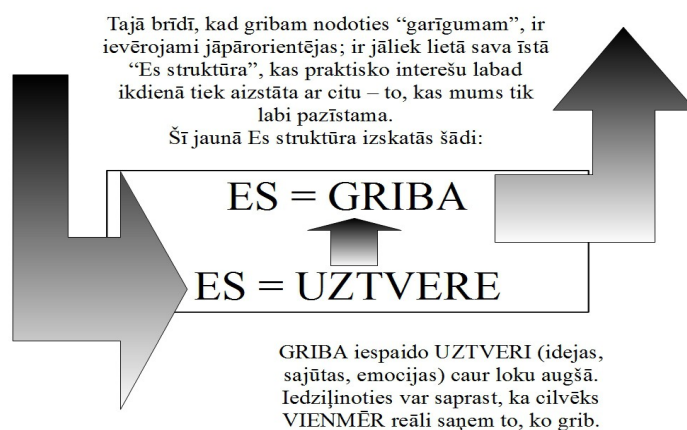 Tajā brīdī, kad gribam nodoties “garīgumam”, ir
ievērojami jāpārorientējas; ir jāliek lietā sava īstā
“Es struktūra”, kas praktisko interešu labad
ikdienā tiek aizstāta ar citu – to, kas mums tik
labi pazīstama.
Šī jaunā Es struktūra izskatās šādi:
ES = GRIBA
ES = UZTVERE
GRIBA iespaido UZTVERI (idejas,
sajūtas, emocijas) caur loku augšā.
Iedziļinoties var saprast, ka cilvēks
VIENMĒR reāli saņem to, ko grib.